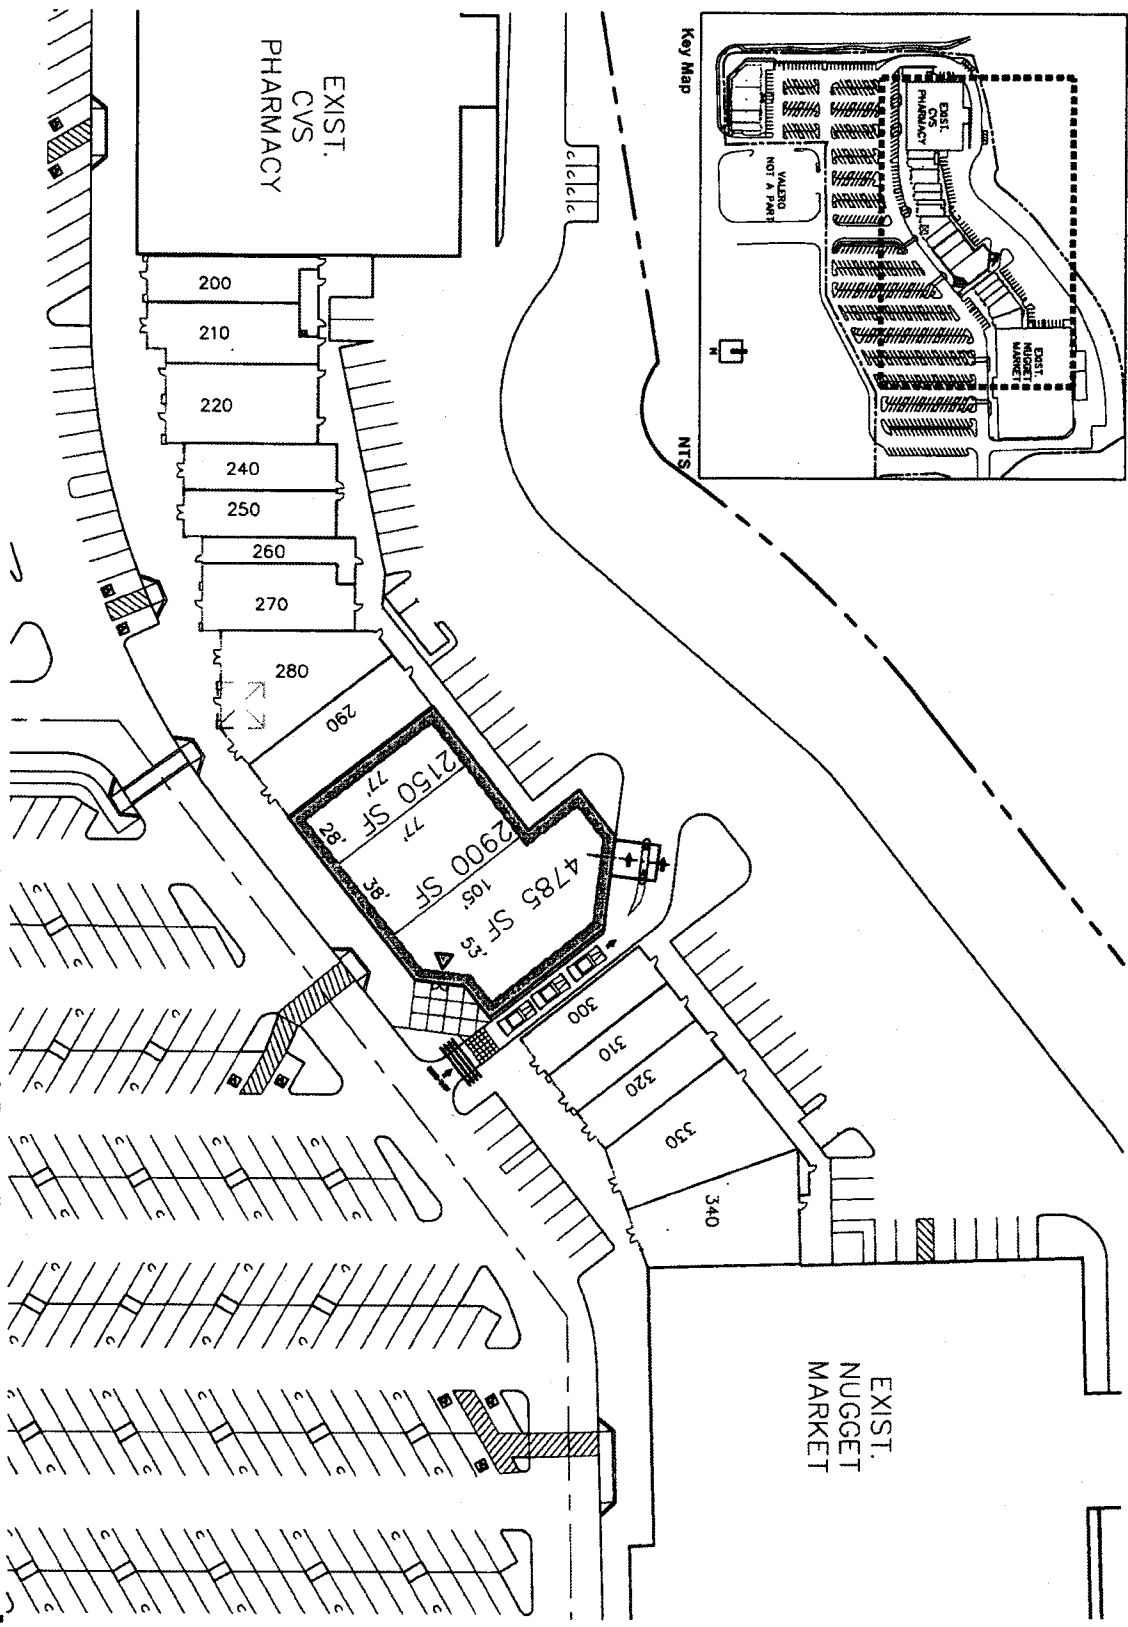 Key Map
NTS
EXIST.
CVS
PHARMACY
VALERO
NOT A PART
EXIST.
NUGGET
MARKET
N
EXIST.
CVS
PHARMACY
200
210
220
240
250
260
270
280
290
2150 SF
77'
28'
2900 SF
77'
38'
4785 SF
105'
53'
300
310
320
330
340
EXIST.
NUGGET
MARKET